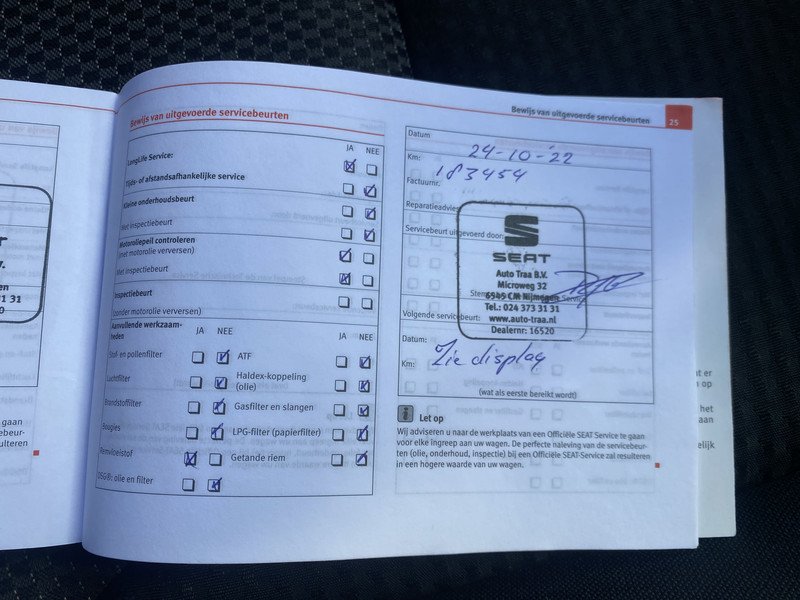 Bewijs van uitgevoerde servicebeurten
JA NEE
LongLife Service:
Tijds- of afstandsafhankelijke service
Kleine onderhoudsbeurt
Met inspectiebeurt
Motoroliepeil controleren
(met motorolie verversen)
Met inspectiebeurt
Inspectiebeurt
(zonder motorolie verversen)
Aanvullende werkzaam-
heden
JA NEE
JA NEE
Stof- en pollenfilter
ATF
Luchtfilter
Haldex-koppeling
(olie)
Brandstoffilter
Gasfilter en slangen
Bougies
LPG-filter (papierfilter)
Remvloeistof
Getande riem
DSG®: olie en filter
Bewijs van uitgevoerde servicebeurten 25
Datum
24-10-'22
Km:
183454
Factuurnr.
Reparatieadvies
Servicebeurt uitgevoerd door:
SEAT
Auto Traa B.V.
Microweg 32
6545 CM Nijmegen
Tel.: 024 373 31 31
www.auto-traa.nl
Dealernr: 16520
Volgende servicebeurt:
Datum:
Zie display
Km:
(wat als eerste bereikt wordt)
Let op
Wij adviseren u naar de werkplaats van een Officiële SEAT Service te gaan
voor elke ingreep aan uw wagen. De perfecte naleving van de servicebeur-
ten (olie, onderhoud, inspectie) bij een Officiële SEAT-Service zal resulteren
in een hogere waarde van uw wagen.